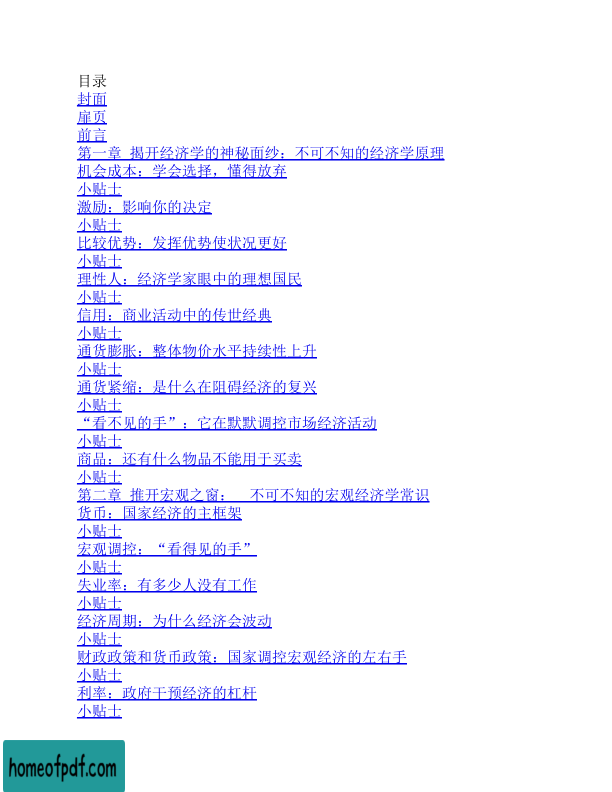 目录
封面
扉页
前言
第一章 揭开经济学的神秘面纱：不可不知的经济学原理
机会成本：学会选择，懂得放弃
小贴士
激励：影响你的决定
小贴士
比较优势：发挥优势使状况更好
小贴士
理性人：经济学家眼中的理想国民
小贴士
信用：商业活动中的传世经典
小贴士
通货膨胀：整体物价水平持续性上升
小贴士
通货紧缩：是什么在阻碍经济的复兴
小贴士
“看不见的手”：它在默默调控市场经济活动
小贴士
商品：还有什么物品不能用于买卖
小贴士
第二章 推开宏观之窗： 不可不知的宏观经济学常识
货币：国家经济的主框架
小贴士
宏观调控：“看得见的手”
小贴士
失业率：有多少人没有工作
小贴士
经济周期：为什么经济会波动
小贴士
财政政策和货币政策：国家调控宏观经济的左右手
小贴士
利率：政府干预经济的杠杆
小贴士
homeofpdf.com